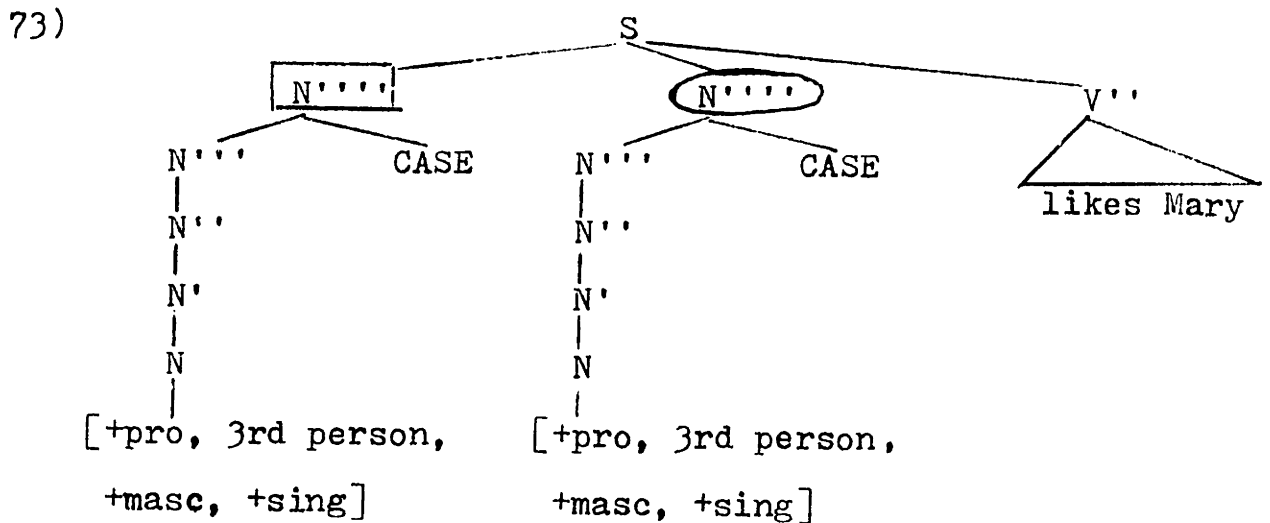 73)
S
N'''' N'''' V''
N''' CASE N''' CASE
likes Mary
N'' N''
N' N'
N N
[+pro, 3rd person, [+pro, 3rd person,
+masc, +sing] +masc, +sing]